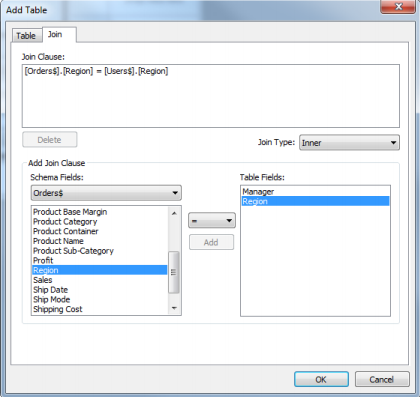 Add Table
Table Join
Join Clause:
[Orders$].[Region] = [Users$].[Region]
Delete
Join Type: Inner
Add Join Clause
Schema Fields:
Orders$
Product Base Margin
Product Category
Product Container
Product Name
Product Sub-Category
Profit
Region
Sales
Ship Date
Ship Mode
Shipping Cost
=
Add
Table Fields:
Manager
Region
OK Cancel